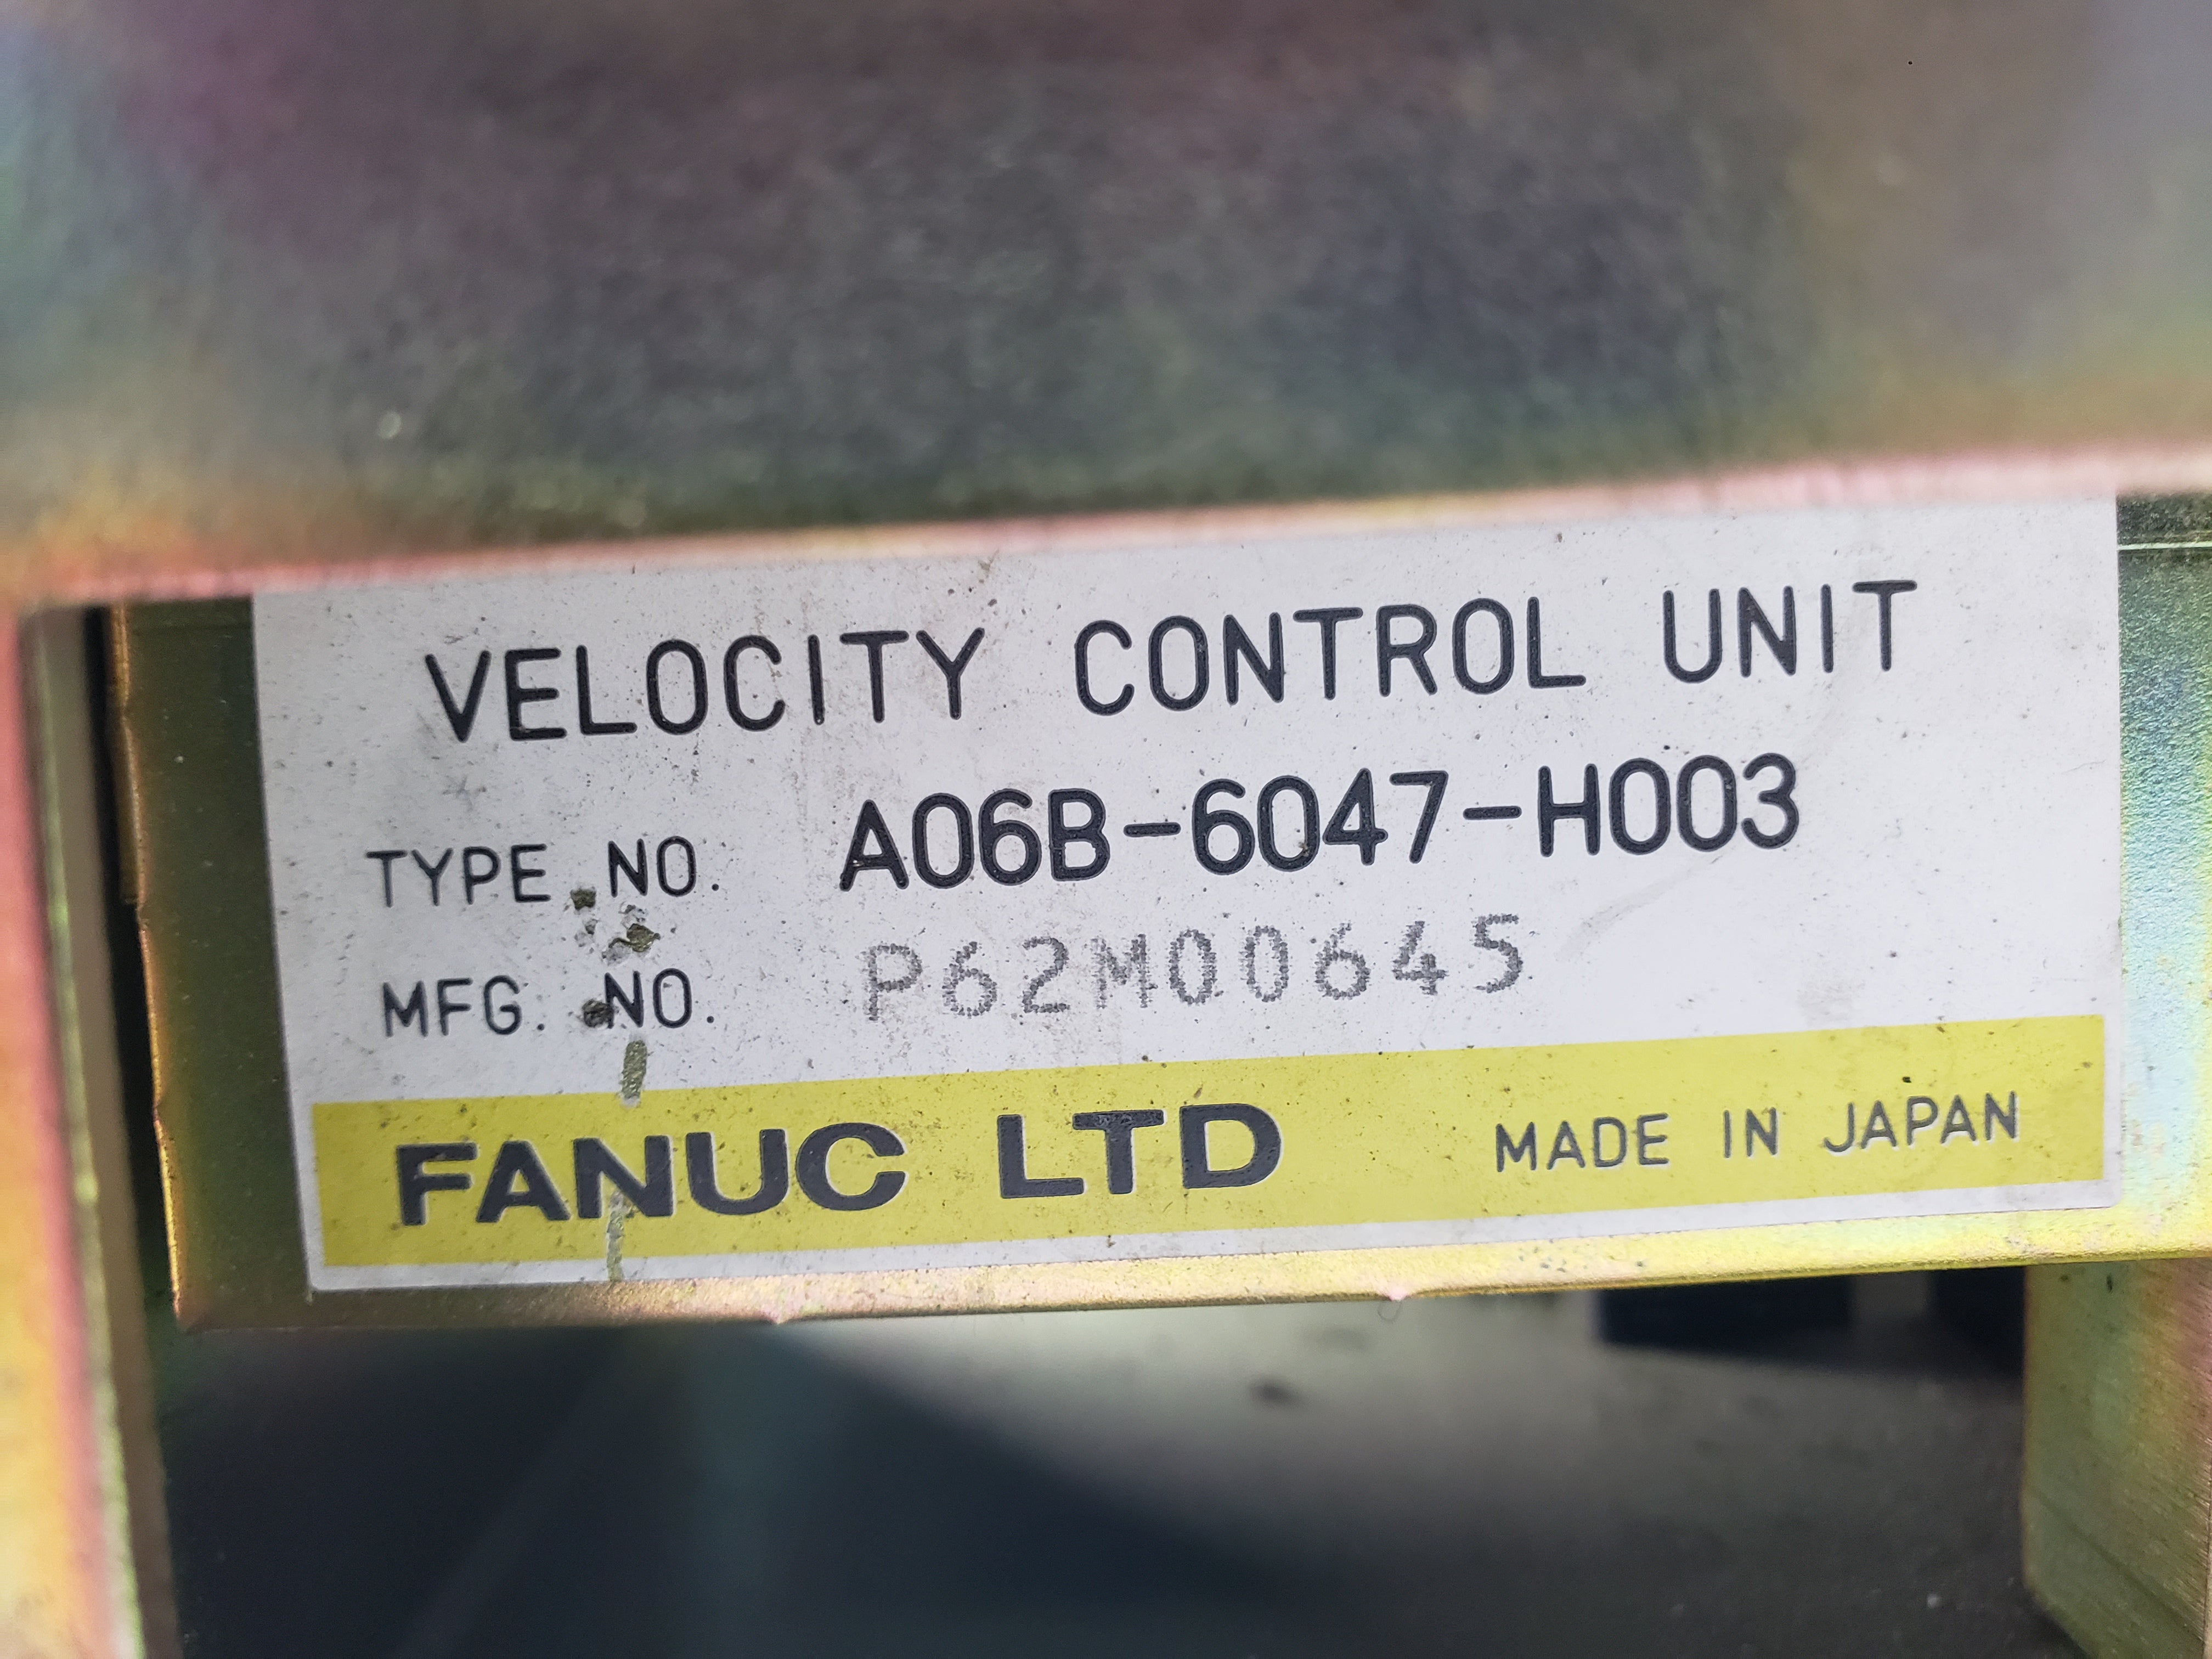 VELOCITY CONTROL UNIT
TYPE NO. A06B-6047-H003
MFG. NO. P62M00645
FANUC LTD MADE IN JAPAN